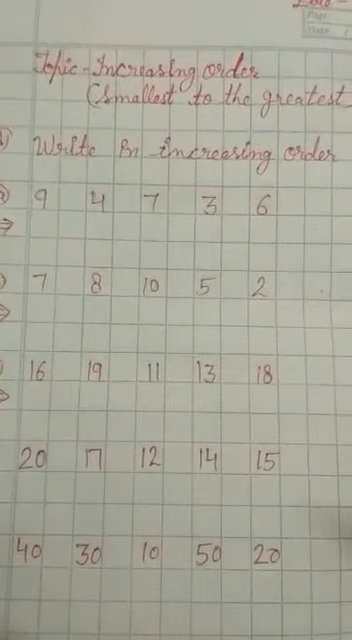 Topic - Increasing order
(Smallest to the greatest
Write in increasing order
9 4 7 3 6
⇒
7 8 10 5 2
⇒
16 19 11 13 18
⇒
20 17 12 14 15
40 30 10 50 20